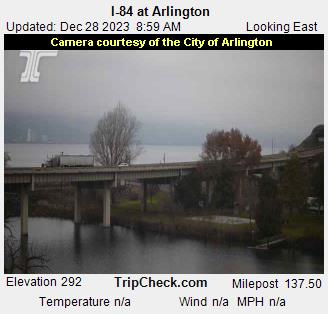 I-84 at Arlington
Updated: Dec 28 2023 8:59 AM Looking East
Camera courtesy of the City of Arlington
Elevation 292 TripCheck.com Milepost 137.50
Temperature n/a Wind n/a MPH n/a